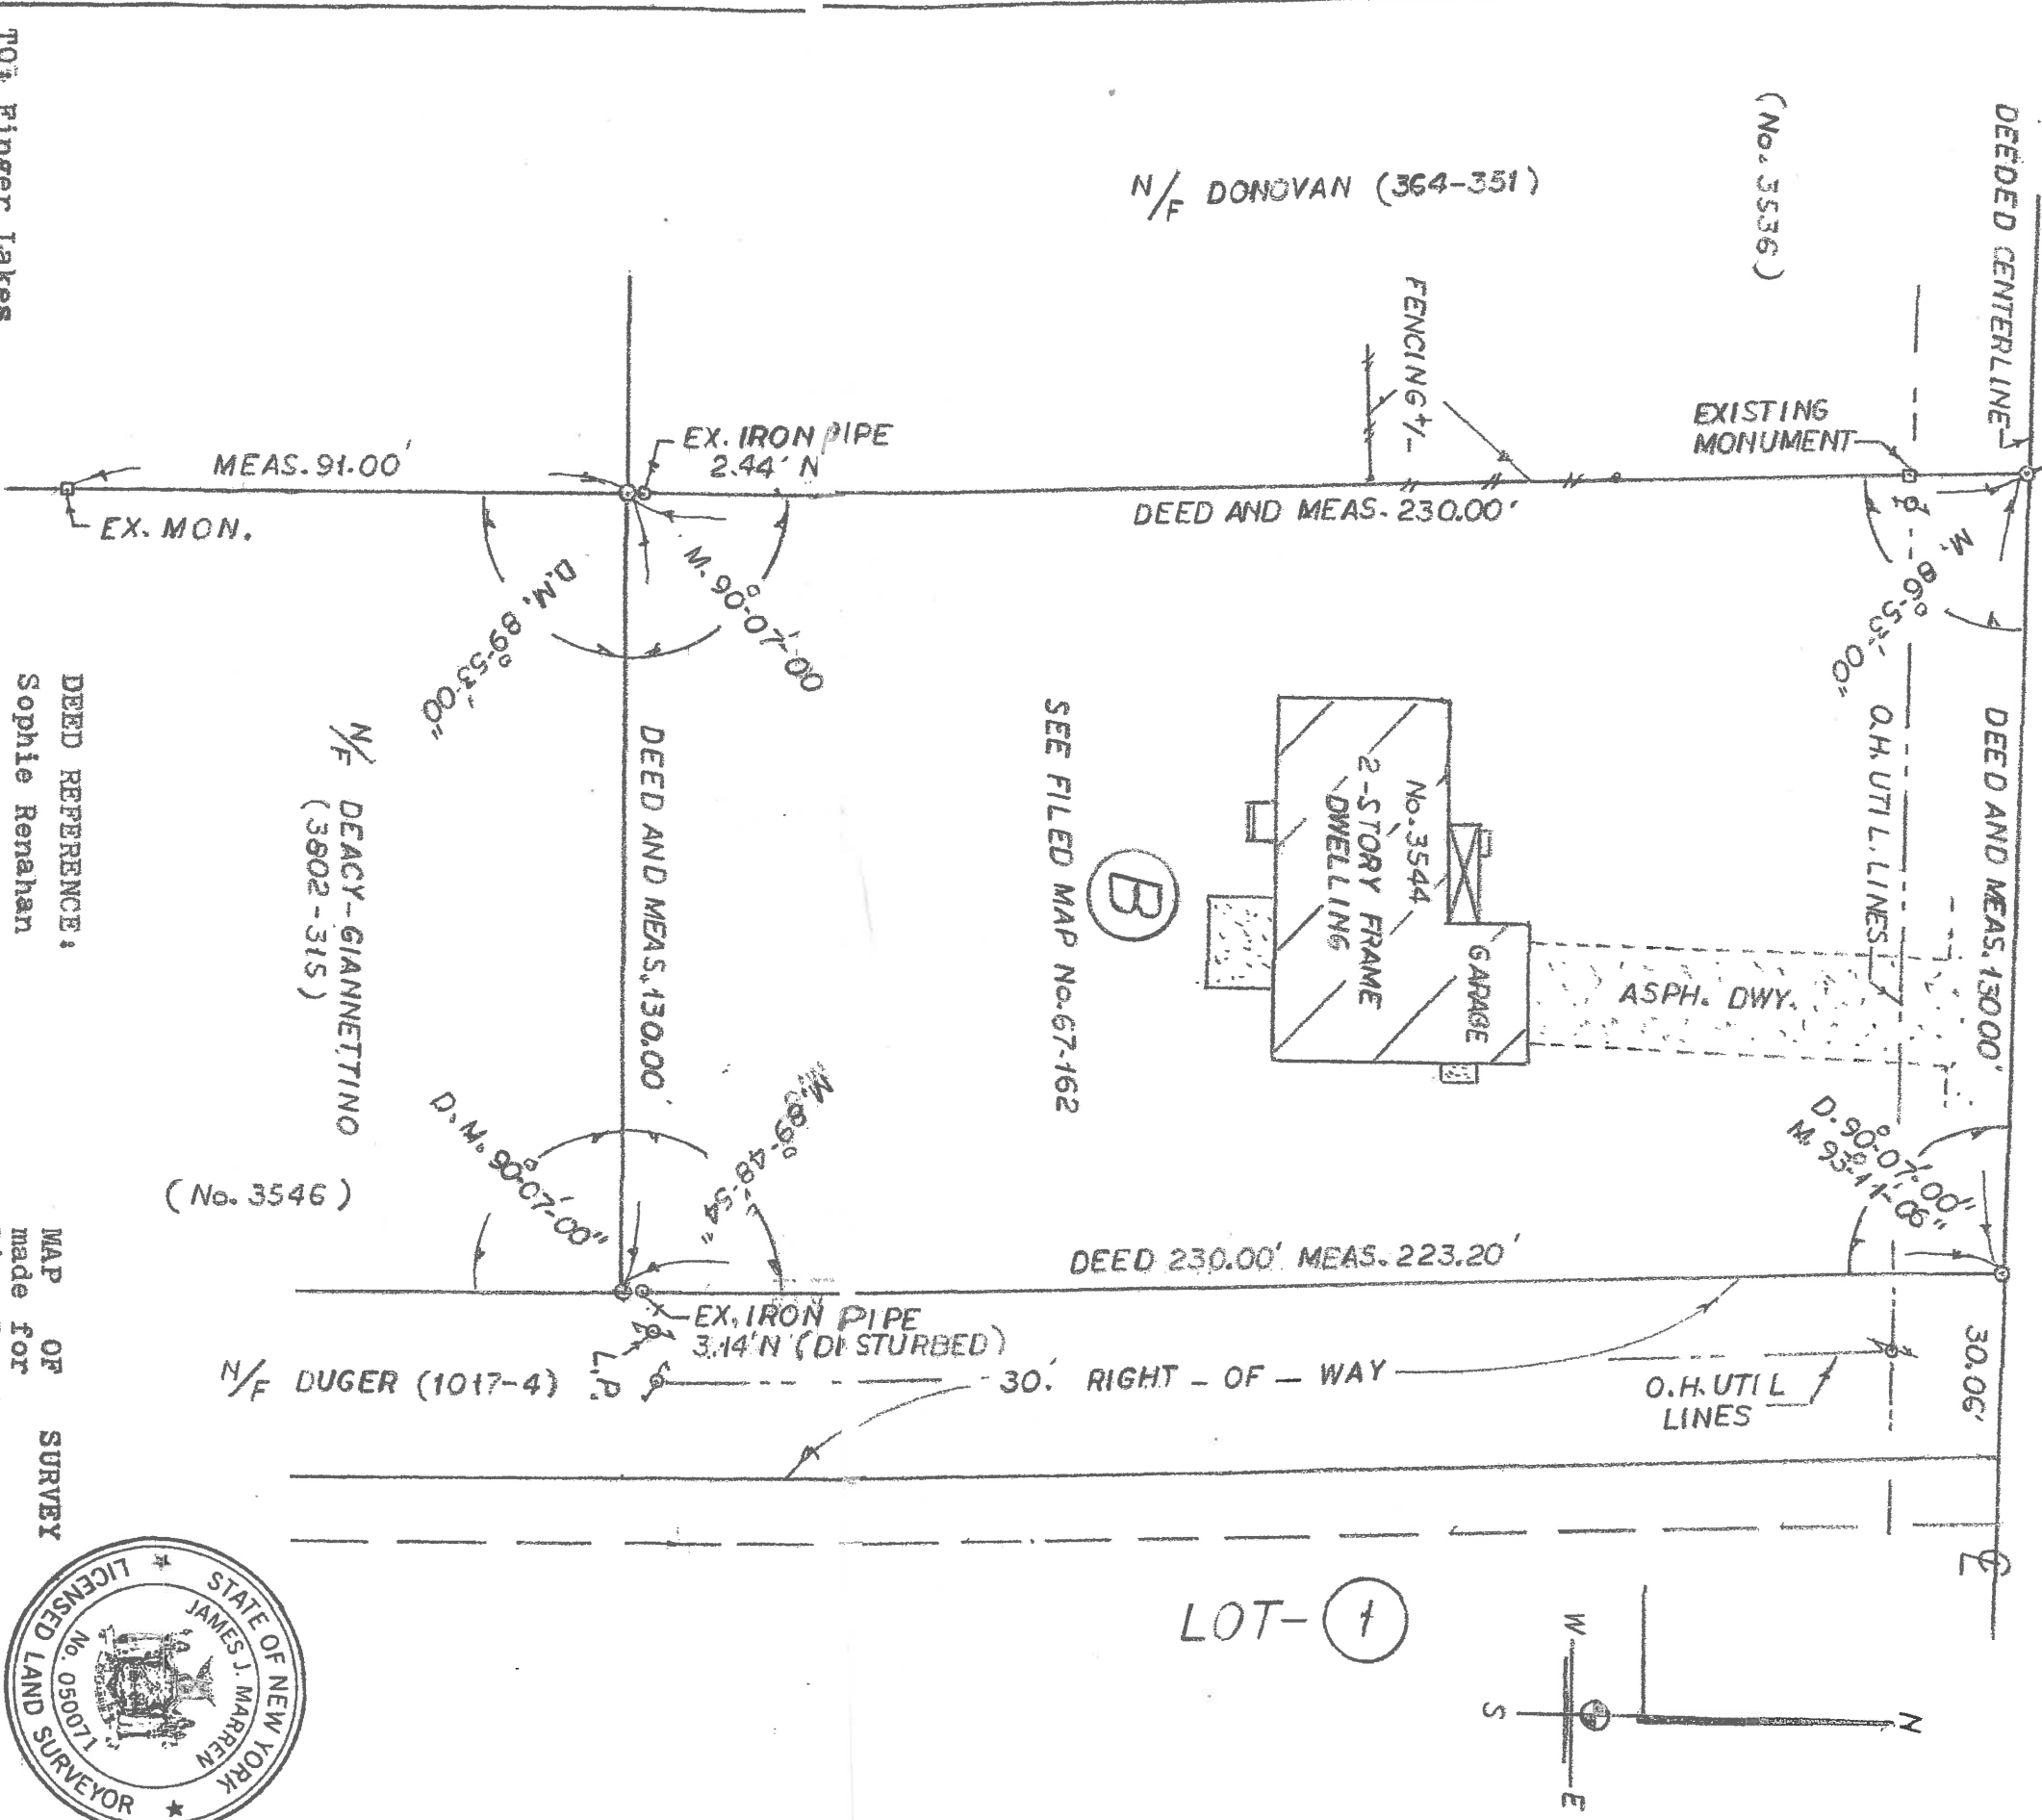 DEEDED CENTERLINE
(No. 3536)
N/F DONOVAN (364-351)
FENCING +/-
EXISTING
MONUMENT
EX. IRON PIPE
2.44' N
MEAS. 91.00'
EX. MON.
DEED AND MEAS. 230.00'
M. 86°-53'-00"
O.H. UTIL. LINES
DEED AND MEAS. 130.00'
M. 90°-07'-00
D.M. 89°-53'-00"
DEED AND MEAS. 130.00'
N/F DEACY-GIANNETTINO
(3802-315)
SEE FILED MAP No. 67-162
B
No. 3544
2-STORY FRAME
DWELLING
GARAGE
ASPH. DWY.
D. 90°-07'-00"
M. 93°-11'-06"
M. 89°-48'-54"
D.M. 90°-07'-00"
(No. 3546)
DEED 230.00' MEAS. 223.20'
EX. IRON PIPE
3.14' N (DISTURBED)
L.P.
N/F DUGER (1017-4)
30.' RIGHT-OF-WAY
O.H. UTIL
LINES
30.06'
CL
LOT-1
N
W
E
S
TO: Finger Lakes
DEED REFERENCE:
Sophie Renahan
MAP OF SURVEY
made for
STATE OF NEW YORK
JAMES J. MARREN
No. 050071
LICENSED LAND SURVEYOR